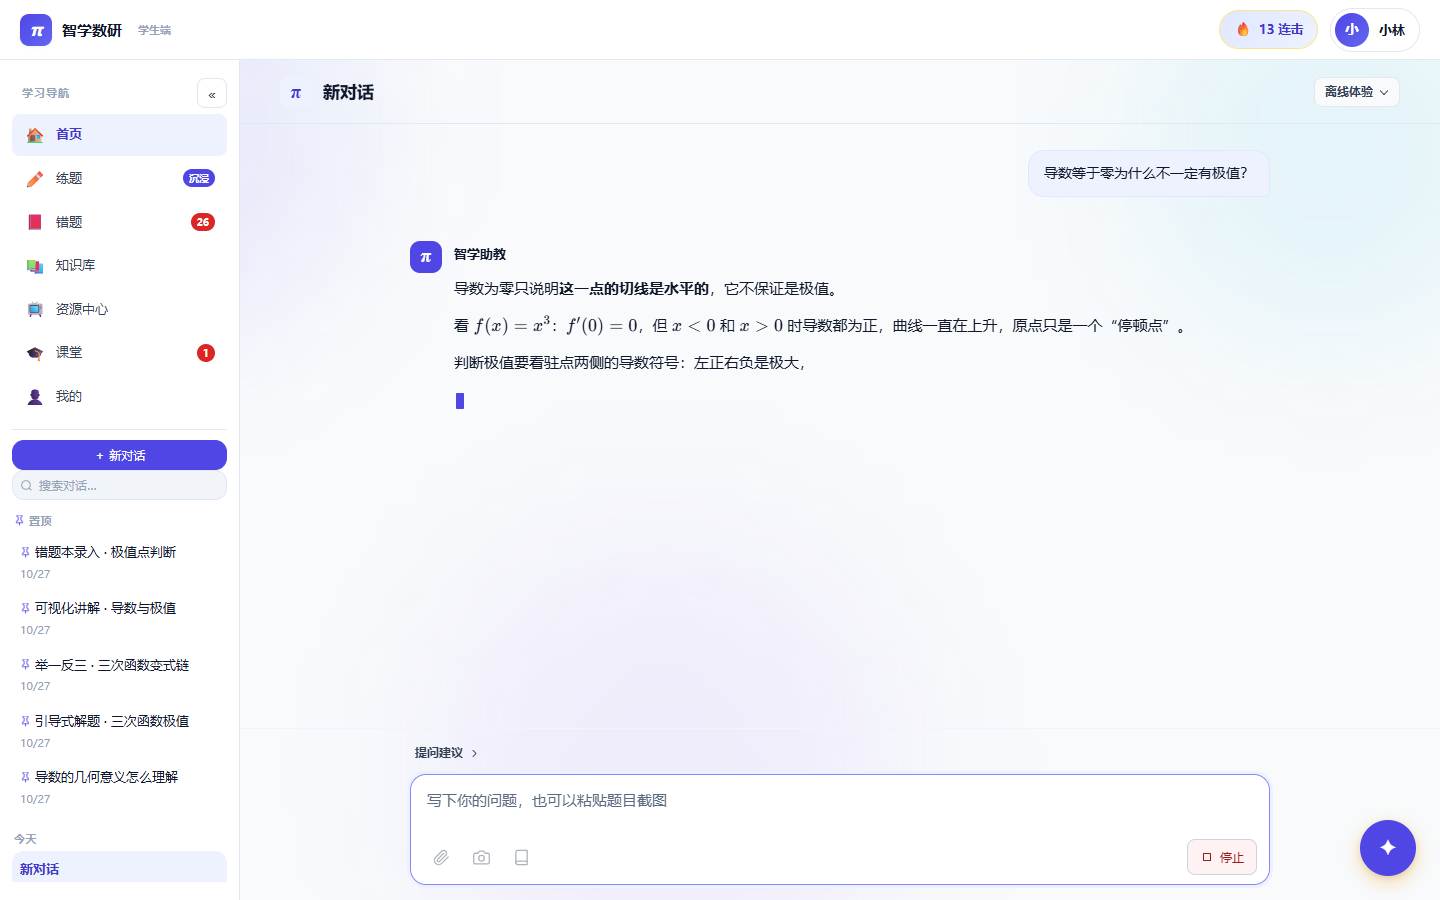 π 智学数研 学生端
13 连击
小 小林
学习导航 «
首页
练题 沉浸
错题 26
知识库
资源中心
课堂 1
我的
+ 新对话
搜索对话...
置顶
错题本录入 · 极值点判断
10/27
可视化讲解 · 导数与极值
10/27
举一反三 · 三次函数变式链
10/27
引导式解题 · 三次函数极值
10/27
导数的几何意义怎么理解
10/27
今天
新对话
π 新对话
离线体验
导数等于零为什么不一定有极值？
π 智学助教
导数为零只说明这一点的切线是水平的，它不保证是极值。
看 f(x) = x³：f′(0) = 0，但 x < 0 和 x > 0 时导数都为正，曲线一直在上升，原点只是一个“停顿点”。
判断极值要看驻点两侧的导数符号：左正右负是极大，
提问建议 >
写下你的问题，也可以粘贴题目截图
停止